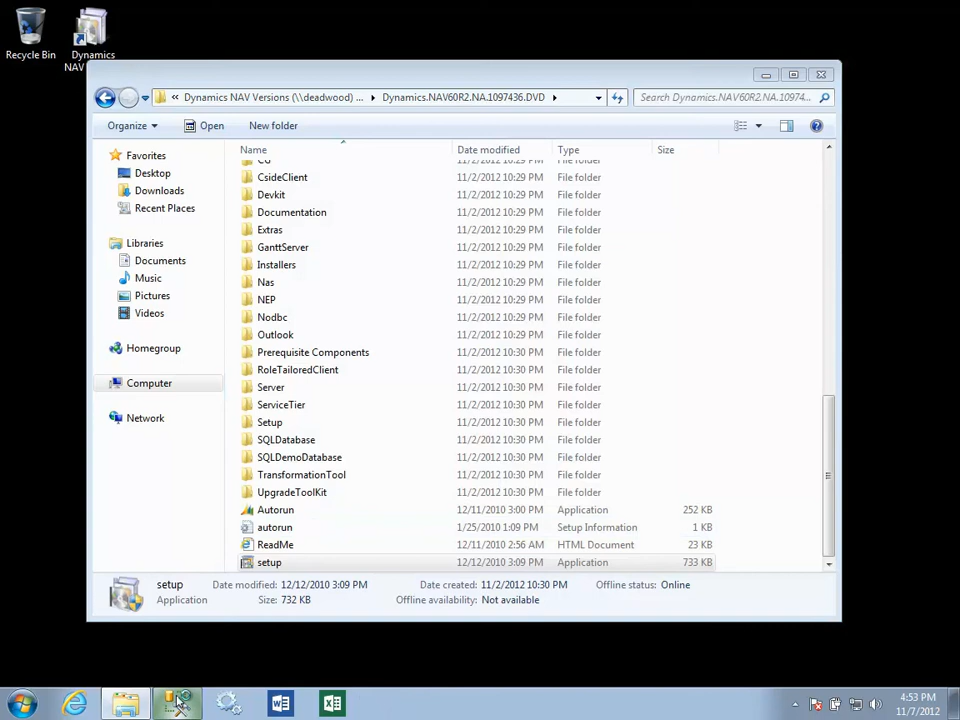 Recycle Bin
Dynamics
NAV
« Dynamics NAV Versions (\\deadwood) ... Dynamics.NAV60R2.NA.1097436.DVD
Search Dynamics.NAV60R2.NA.10974...
Organize Open New folder
Name Date modified Type Size
CG 11/2/2012 10:29 PM File folder
CsideClient 11/2/2012 10:29 PM File folder
Devkit 11/2/2012 10:29 PM File folder
Documentation 11/2/2012 10:29 PM File folder
Extras 11/2/2012 10:29 PM File folder
GanttServer 11/2/2012 10:29 PM File folder
Installers 11/2/2012 10:29 PM File folder
Nas 11/2/2012 10:29 PM File folder
NEP 11/2/2012 10:29 PM File folder
Nodbc 11/2/2012 10:29 PM File folder
Outlook 11/2/2012 10:29 PM File folder
Prerequisite Components 11/2/2012 10:30 PM File folder
RoleTailoredClient 11/2/2012 10:30 PM File folder
Server 11/2/2012 10:30 PM File folder
ServiceTier 11/2/2012 10:30 PM File folder
Setup 11/2/2012 10:30 PM File folder
SQLDatabase 11/2/2012 10:30 PM File folder
SQLDemoDatabase 11/2/2012 10:30 PM File folder
TransformationTool 11/2/2012 10:30 PM File folder
UpgradeToolKit 11/2/2012 10:30 PM File folder
Autorun 12/11/2010 3:00 PM Application 252 KB
autorun 1/25/2010 1:09 PM Setup Information 1 KB
ReadMe 12/11/2010 2:56 AM HTML Document 23 KB
setup 12/12/2010 3:09 PM Application 733 KB
Favorites
Desktop
Downloads
Recent Places
Libraries
Documents
Music
Pictures
Videos
Homegroup
Computer
Network
setup Date modified: 12/12/2010 3:09 PM Date created: 11/2/2012 10:30 PM Offline status: Online
Application Size: 732 KB Offline availability: Not available
4:53 PM
11/7/2012